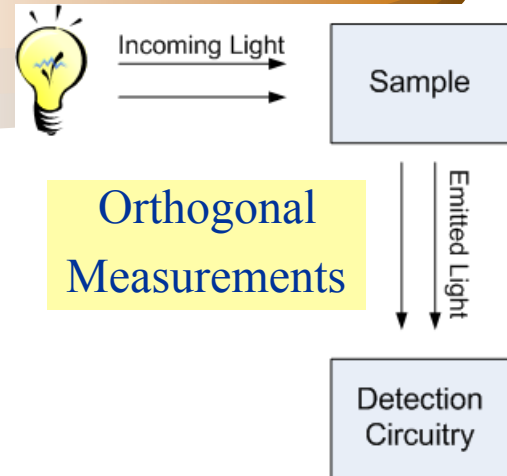 Incoming Light
Sample
Orthogonal
Measurements
Emitted Light
Detection
Circuitry